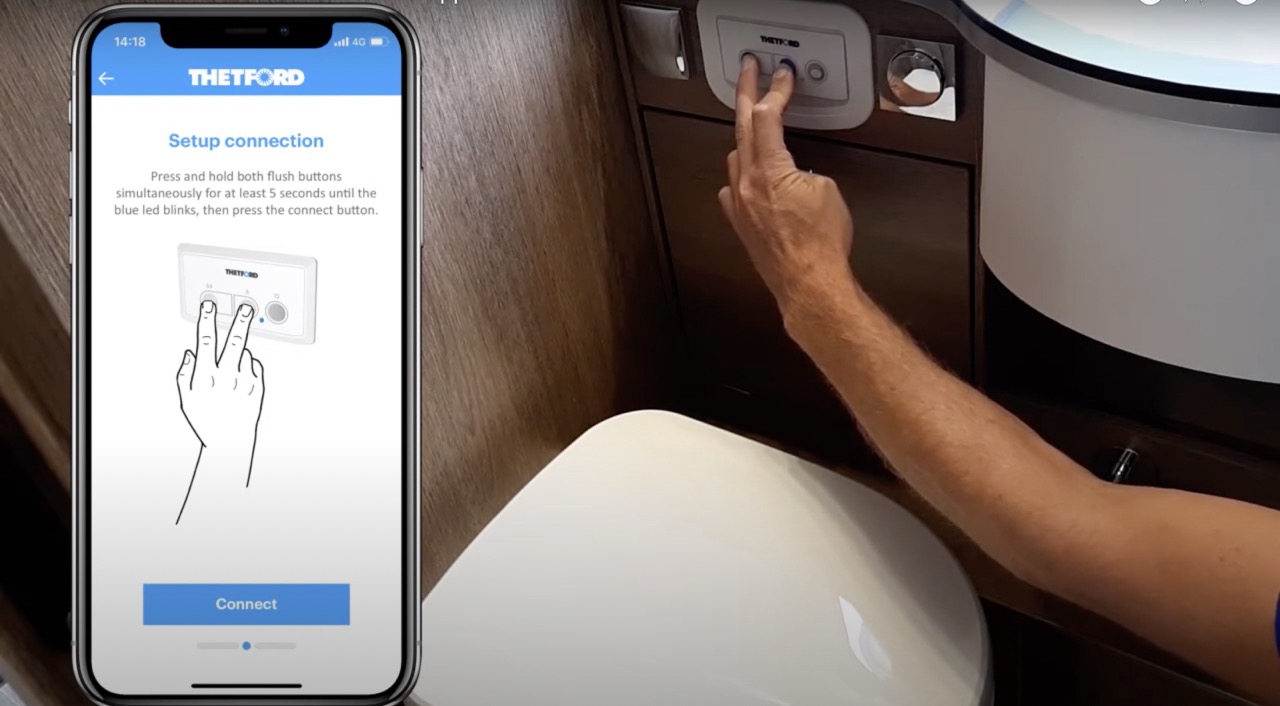 14:18
4G
THETFORD
Setup connection
Press and hold both flush buttons
simultaneously for at least 5 seconds until the
blue led blinks, then press the connect button.
THETFORD
Connect
THETFORD